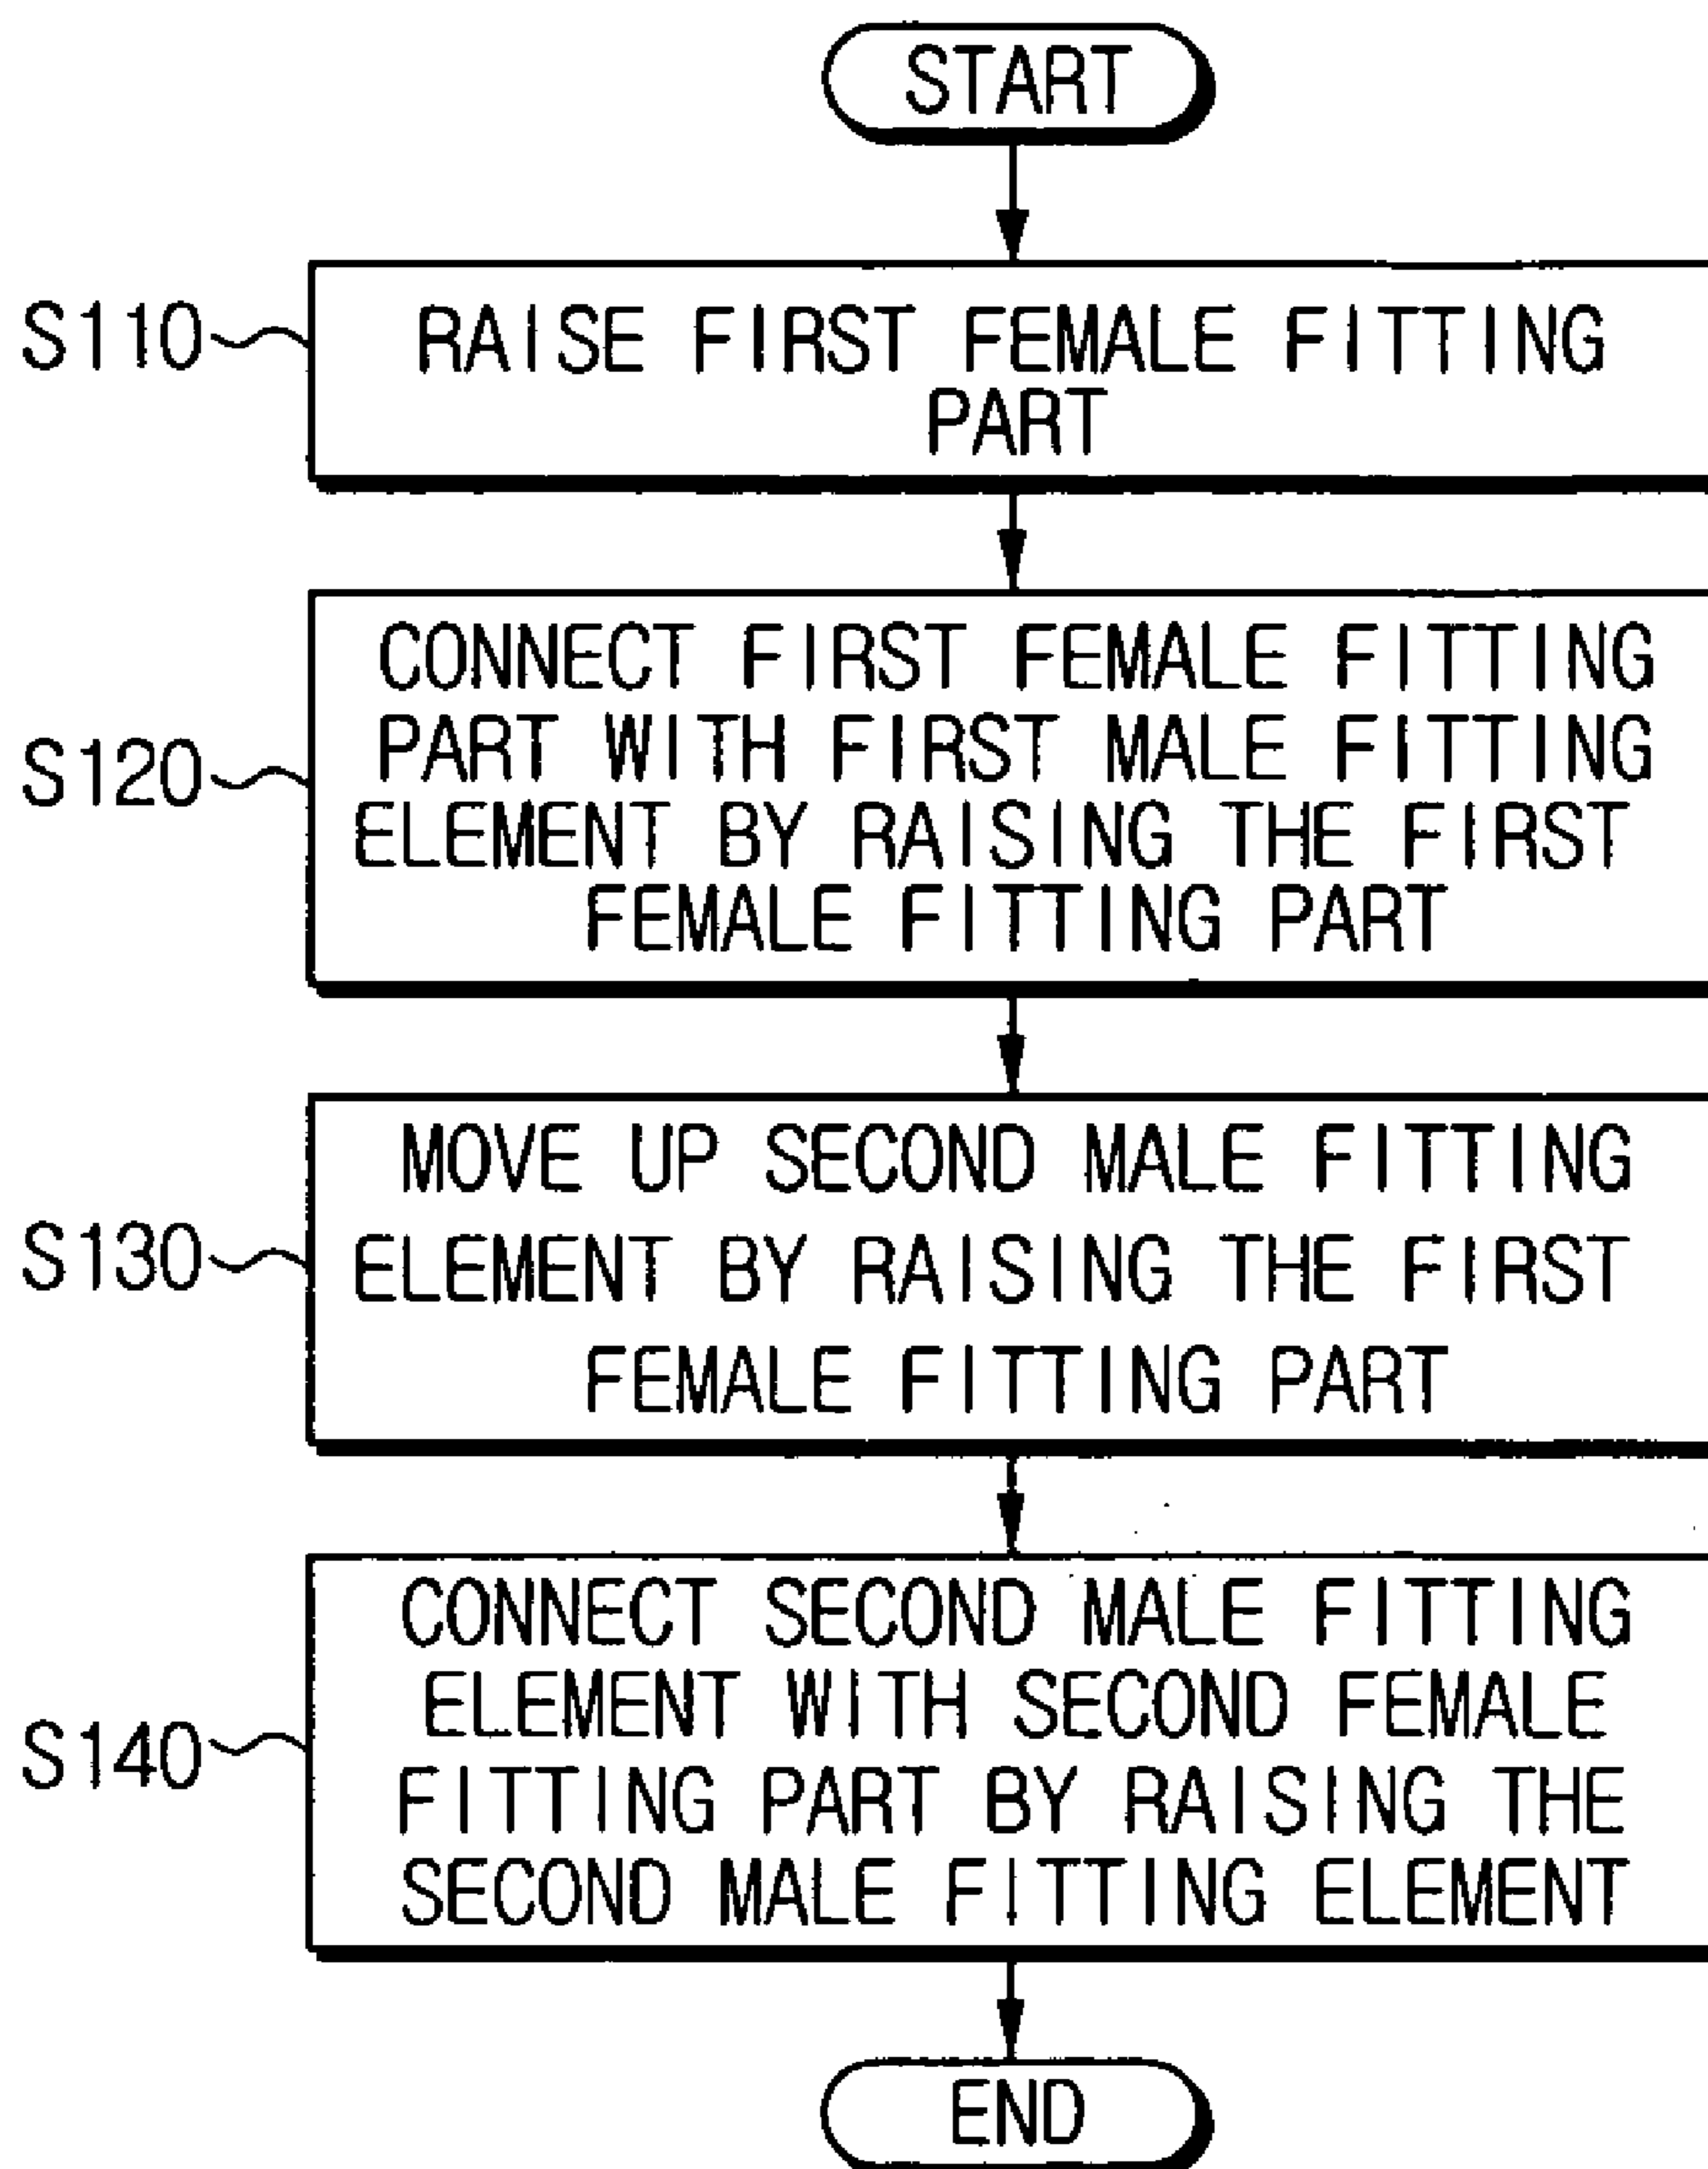 START
S110
RAISE FIRST FEMALE FITTING
PART
S120
CONNECT FIRST FEMALE FITTING
PART WITH FIRST MALE FITTING
ELEMENT BY RAISING THE FIRST
FEMALE FITTING PART
S130
MOVE UP SECOND MALE FITTING
ELEMENT BY RAISING THE FIRST
FEMALE FITTING PART
S140
CONNECT SECOND MALE FITTING
ELEMENT WITH SECOND FEMALE
FITTING PART BY RAISING THE
SECOND MALE FITTING ELEMENT
END